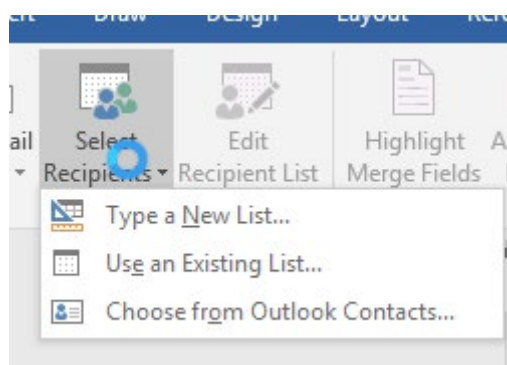 Draw Design Layout
ail Select Edit Highlight A
Recipients Recipient List Merge Fields
Type a New List...
Use an Existing List...
Choose from Outlook Contacts...